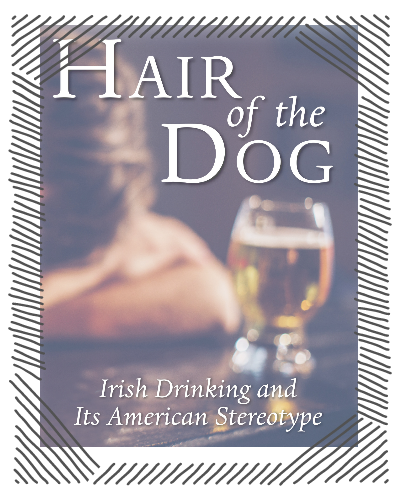 Hair
of the
Dog
Irish Drinking and
Its American Stereotype